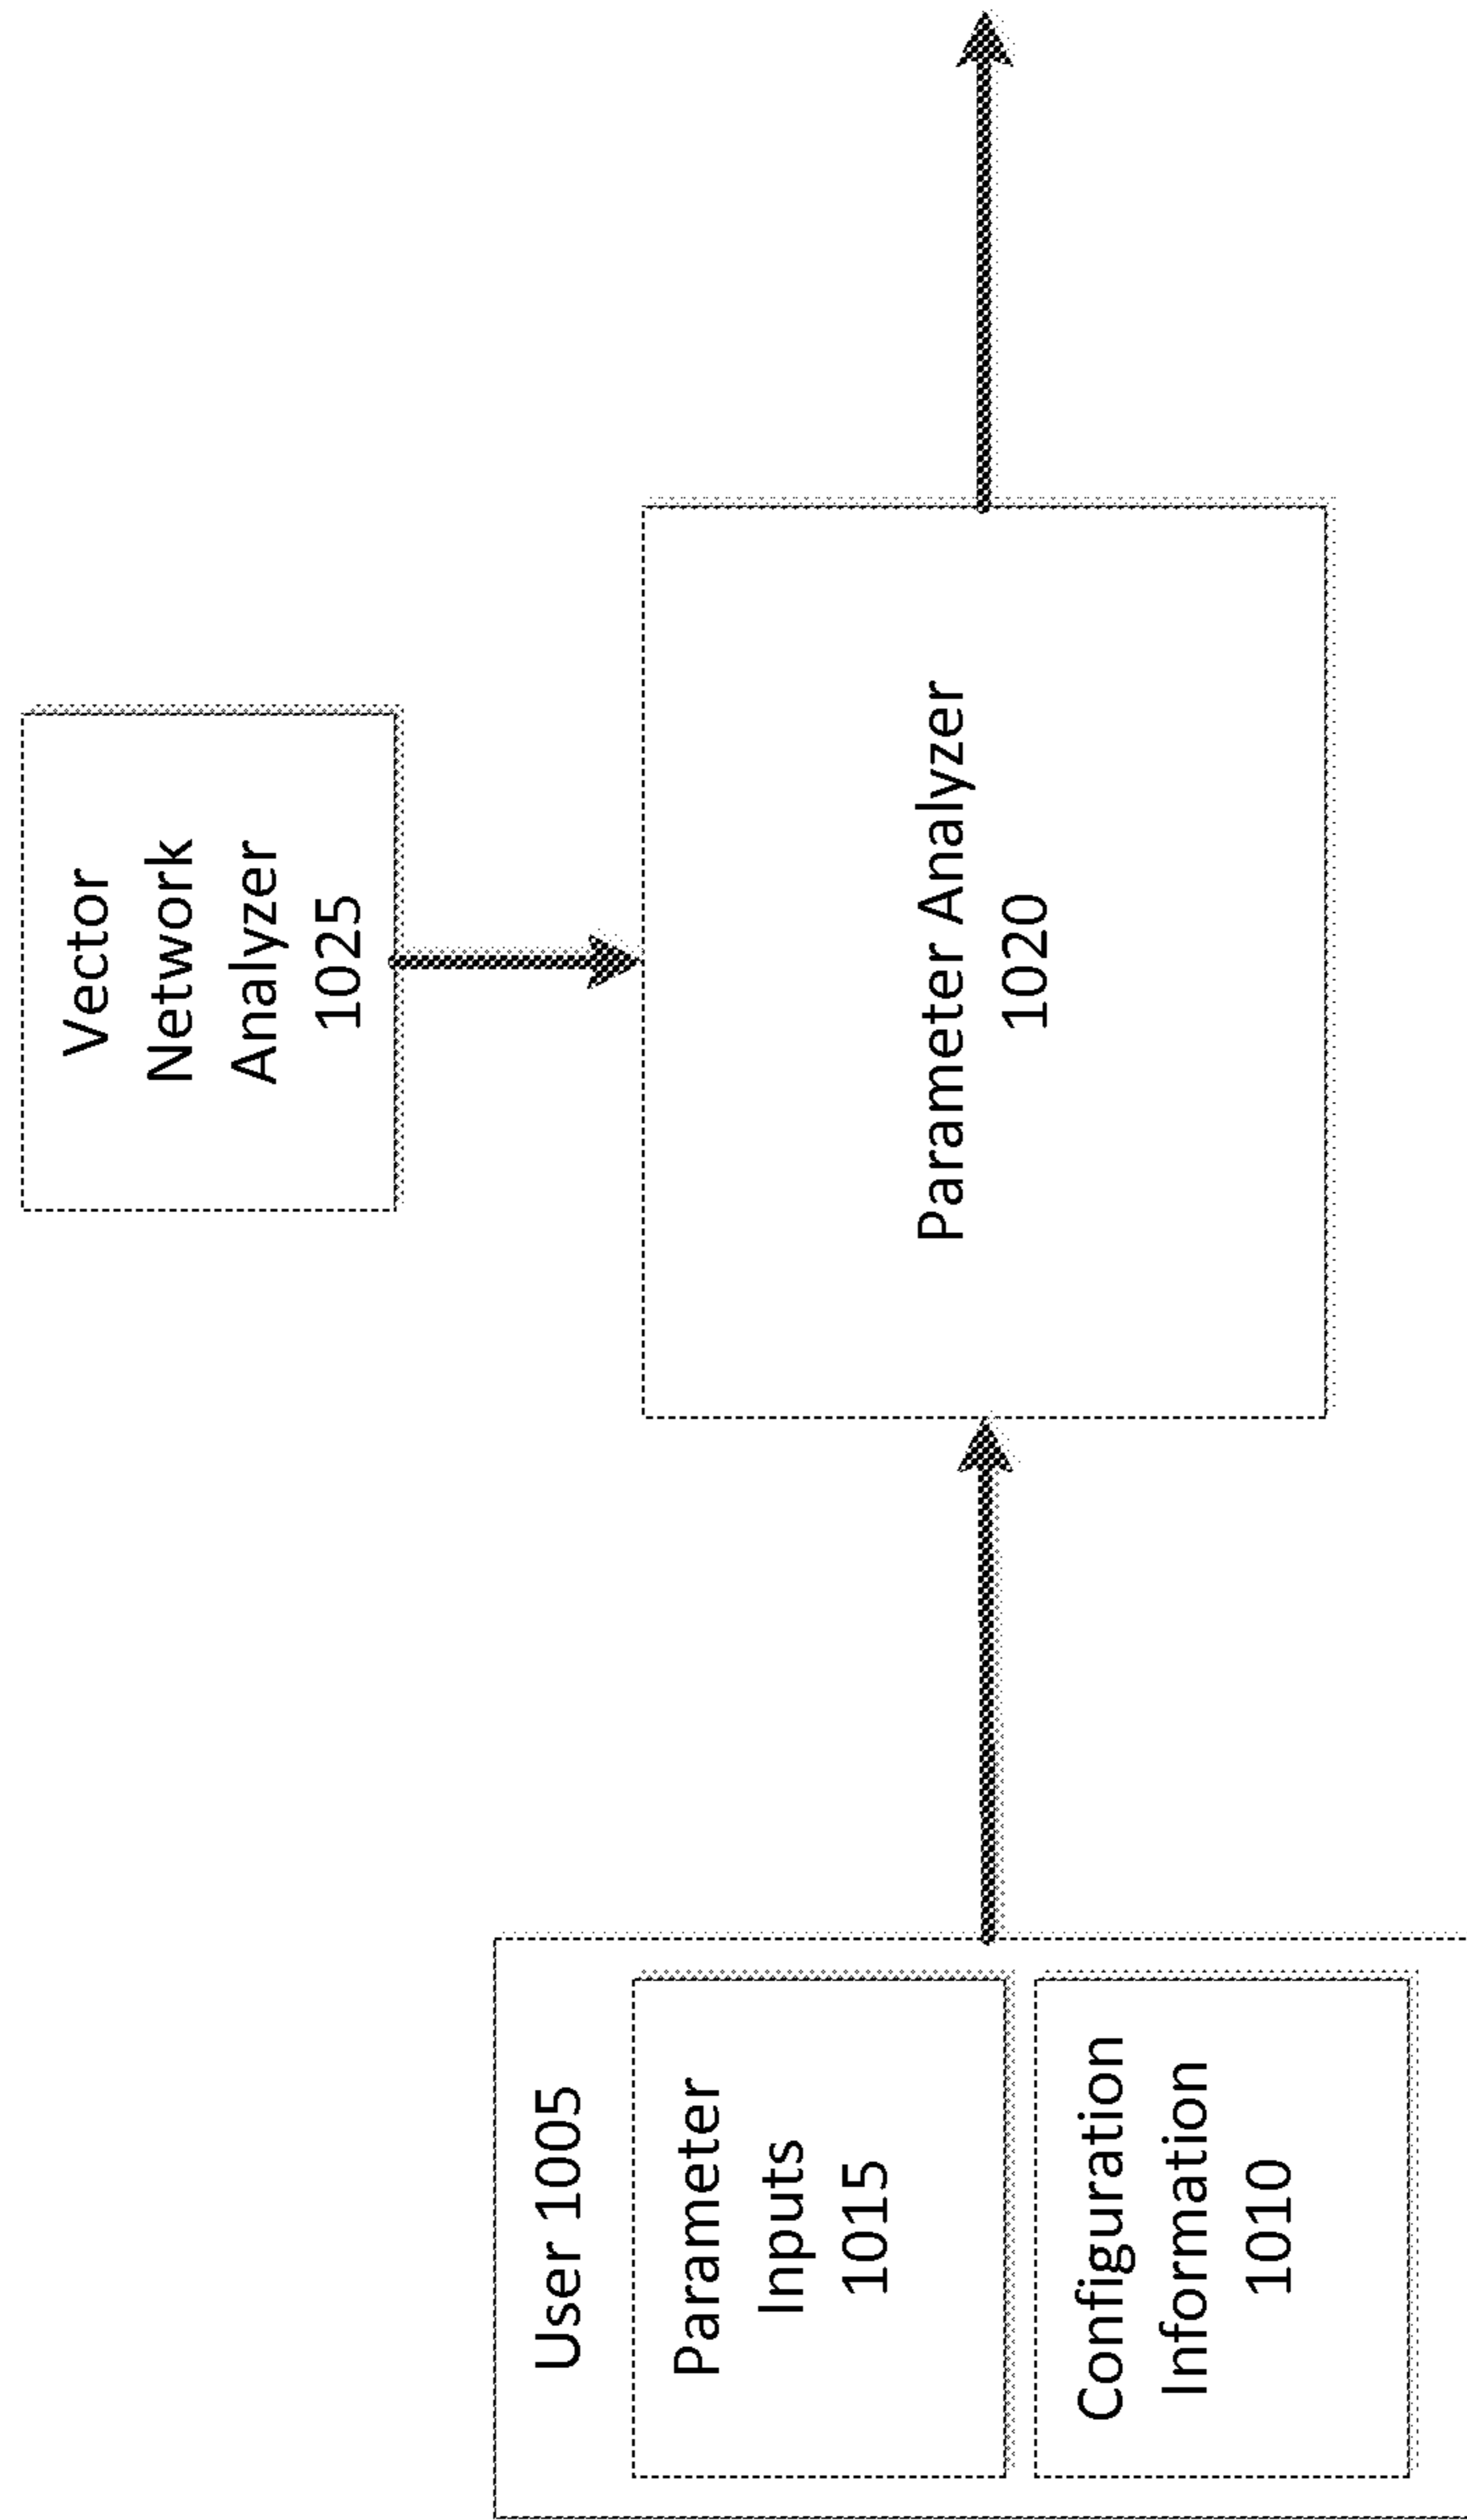 Vector
Network
Analyzer
1025
User 1005
Parameter
Inputs
1015
Configuration
Information
1010
Parameter Analyzer
1020